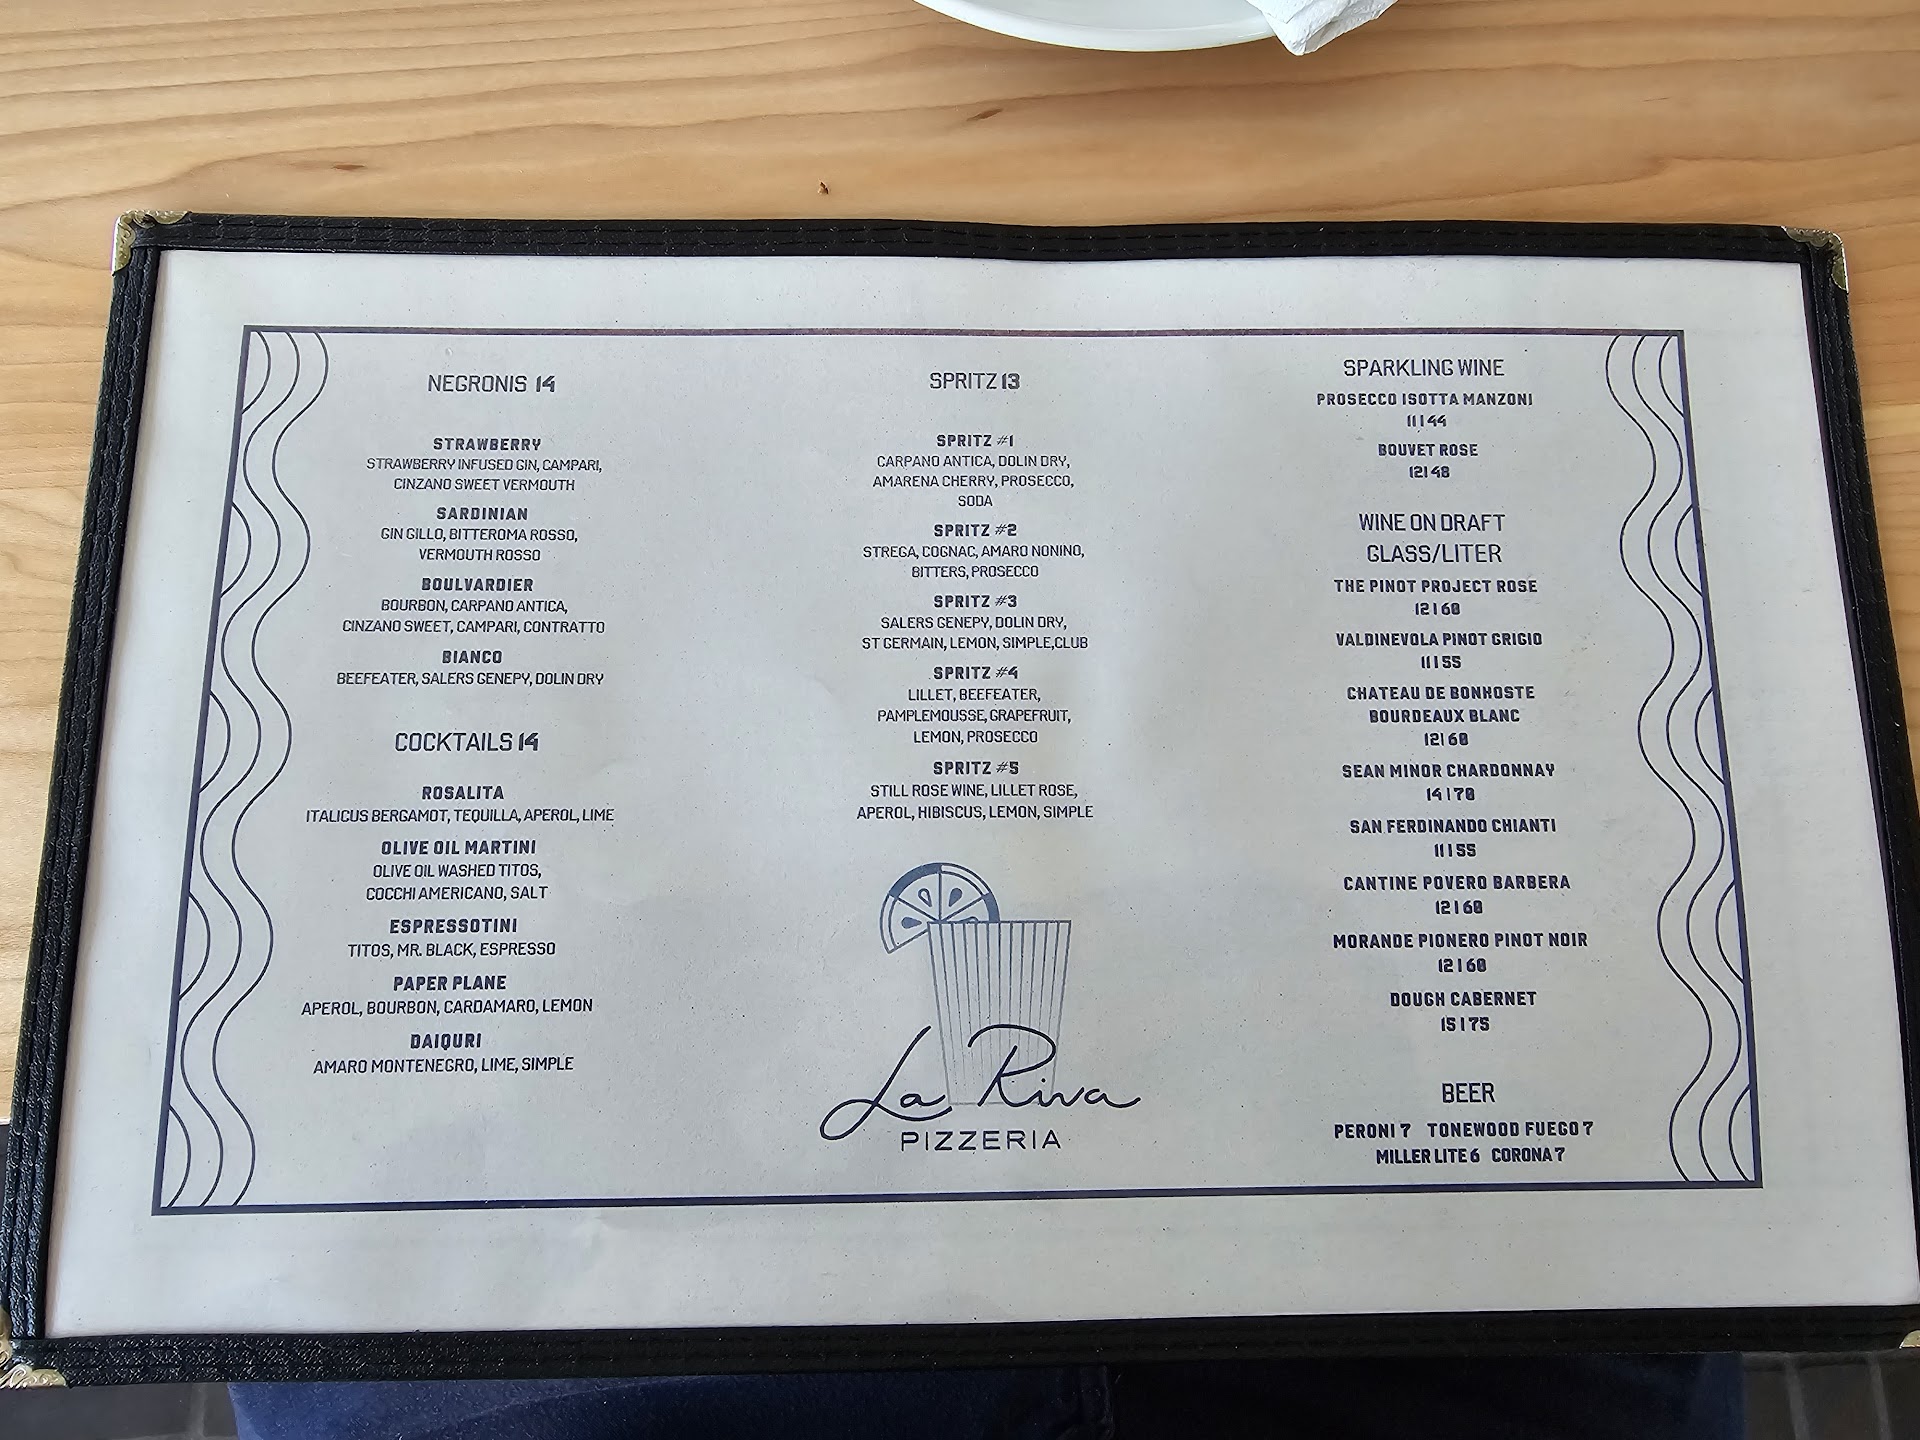 NEGRONIS 14
STRAWBERRY
STRAWBERRY INFUSED GIN, CAMPARI,
CINZANO SWEET VERMOUTH
SARDINIAN
GIN GILLO, BITTEROMA ROSSO,
VERMOUTH ROSSO
BOULVARDIER
BOURBON, CARPANO ANTICA,
CINZANO SWEET, CAMPARI, CONTRATTO
BIANCO
BEEFEATER, SALERS GENEPY, DOLIN DRY
COCKTAILS 14
ROSALITA
ITALICUS BERGAMOT, TEQUILLA, APEROL, LIME
OLIVE OIL MARTINI
OLIVE OIL WASHED TITOS,
COCCHI AMERICANO, SALT
ESPRESSOTINI
TITOS, MR. BLACK, ESPRESSO
PAPER PLANE
APEROL, BOURBON, CARDAMARO, LEMON
DAIQURI
AMARO MONTENEGRO, LIME, SIMPLE
SPRITZ 13
SPRITZ #1
CARPANO ANTICA, DOLIN DRY,
AMARENA CHERRY, PROSECCO,
SODA
SPRITZ #2
STREGA, COGNAC, AMARO NONINO,
BITTERS, PROSECCO
SPRITZ #3
SALERS GENEPY, DOLIN DRY,
ST GERMAIN, LEMON, SIMPLE,CLUB
SPRITZ #4
LILLET, BEEFEATER,
PAMPLEMOUSSE, GRAPEFRUIT,
LEMON, PROSECCO
SPRITZ #5
STILL ROSE WINE, LILLET ROSE,
APEROL, HIBISCUS, LEMON, SIMPLE
La Riva
PIZZERIA
SPARKLING WINE
PROSECCO ISOTTA MANZONI
11|44
BOUVET ROSE
12|48
WINE ON DRAFT
GLASS/LITER
THE PINOT PROJECT ROSE
12|60
VALDINEVOLA PINOT GRIGIO
11|55
CHATEAU DE BONHOSTE
BOURDEAUX BLANC
12|60
SEAN MINOR CHARDONNAY
14|70
SAN FERDINANDO CHIANTI
11|55
CANTINE POVERO BARBERA
12|60
MORANDE PIONERO PINOT NOIR
12|60
DOUGH CABERNET
15|75
BEER
PERONI 7 TONEWOOD FUEGO 7
MILLER LITE 6 CORONA 7